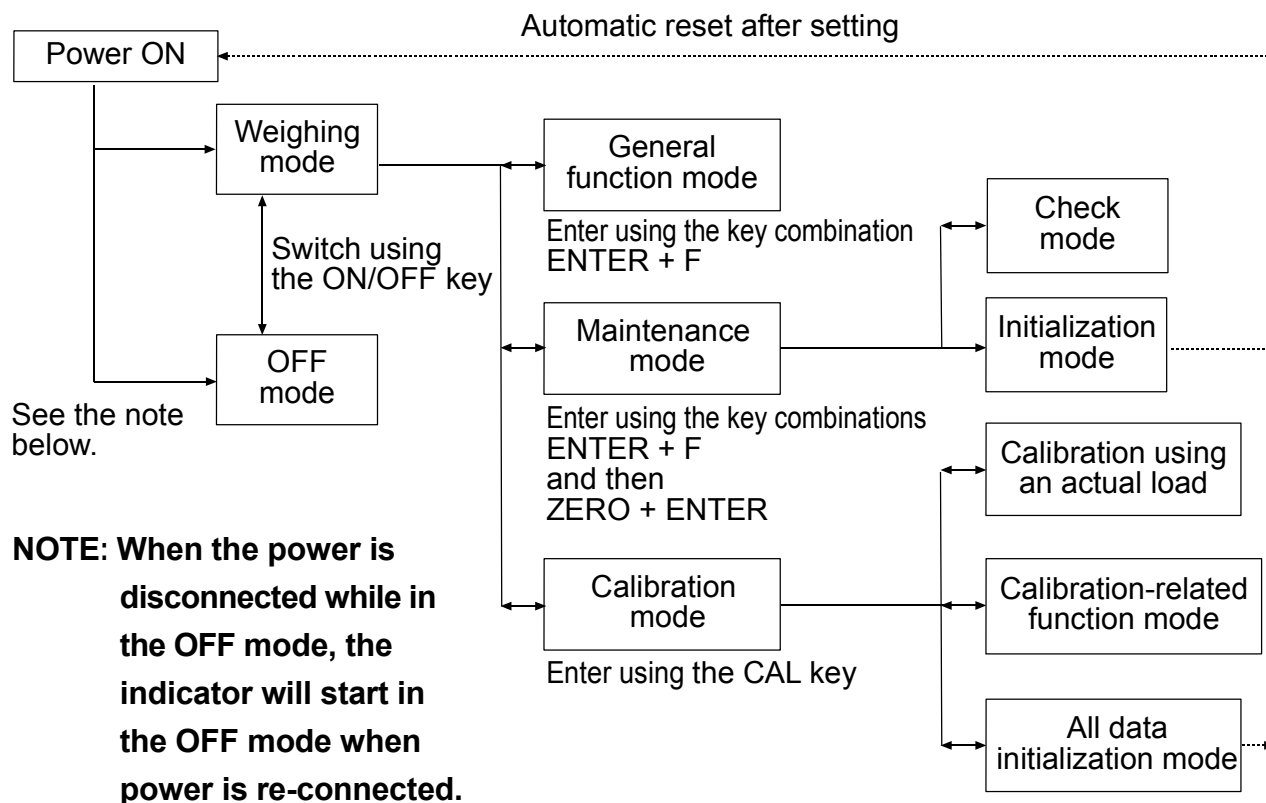 Automatic reset after setting
Power ON
Weighing
mode
General
function mode
Check
mode
Enter using the key combination
ENTER + F
Switch using
the ON/OFF key
Maintenance
mode
Initialization
mode
OFF
mode
See the note
below.
Enter using the key combinations
ENTER + F
and then
ZERO + ENTER
Calibration using
an actual load
NOTE: When the power is
disconnected while in
the OFF mode, the
indicator will start in
the OFF mode when
power is re-connected.
Calibration
mode
Calibration-related
function mode
Enter using the CAL key
All data
initialization mode